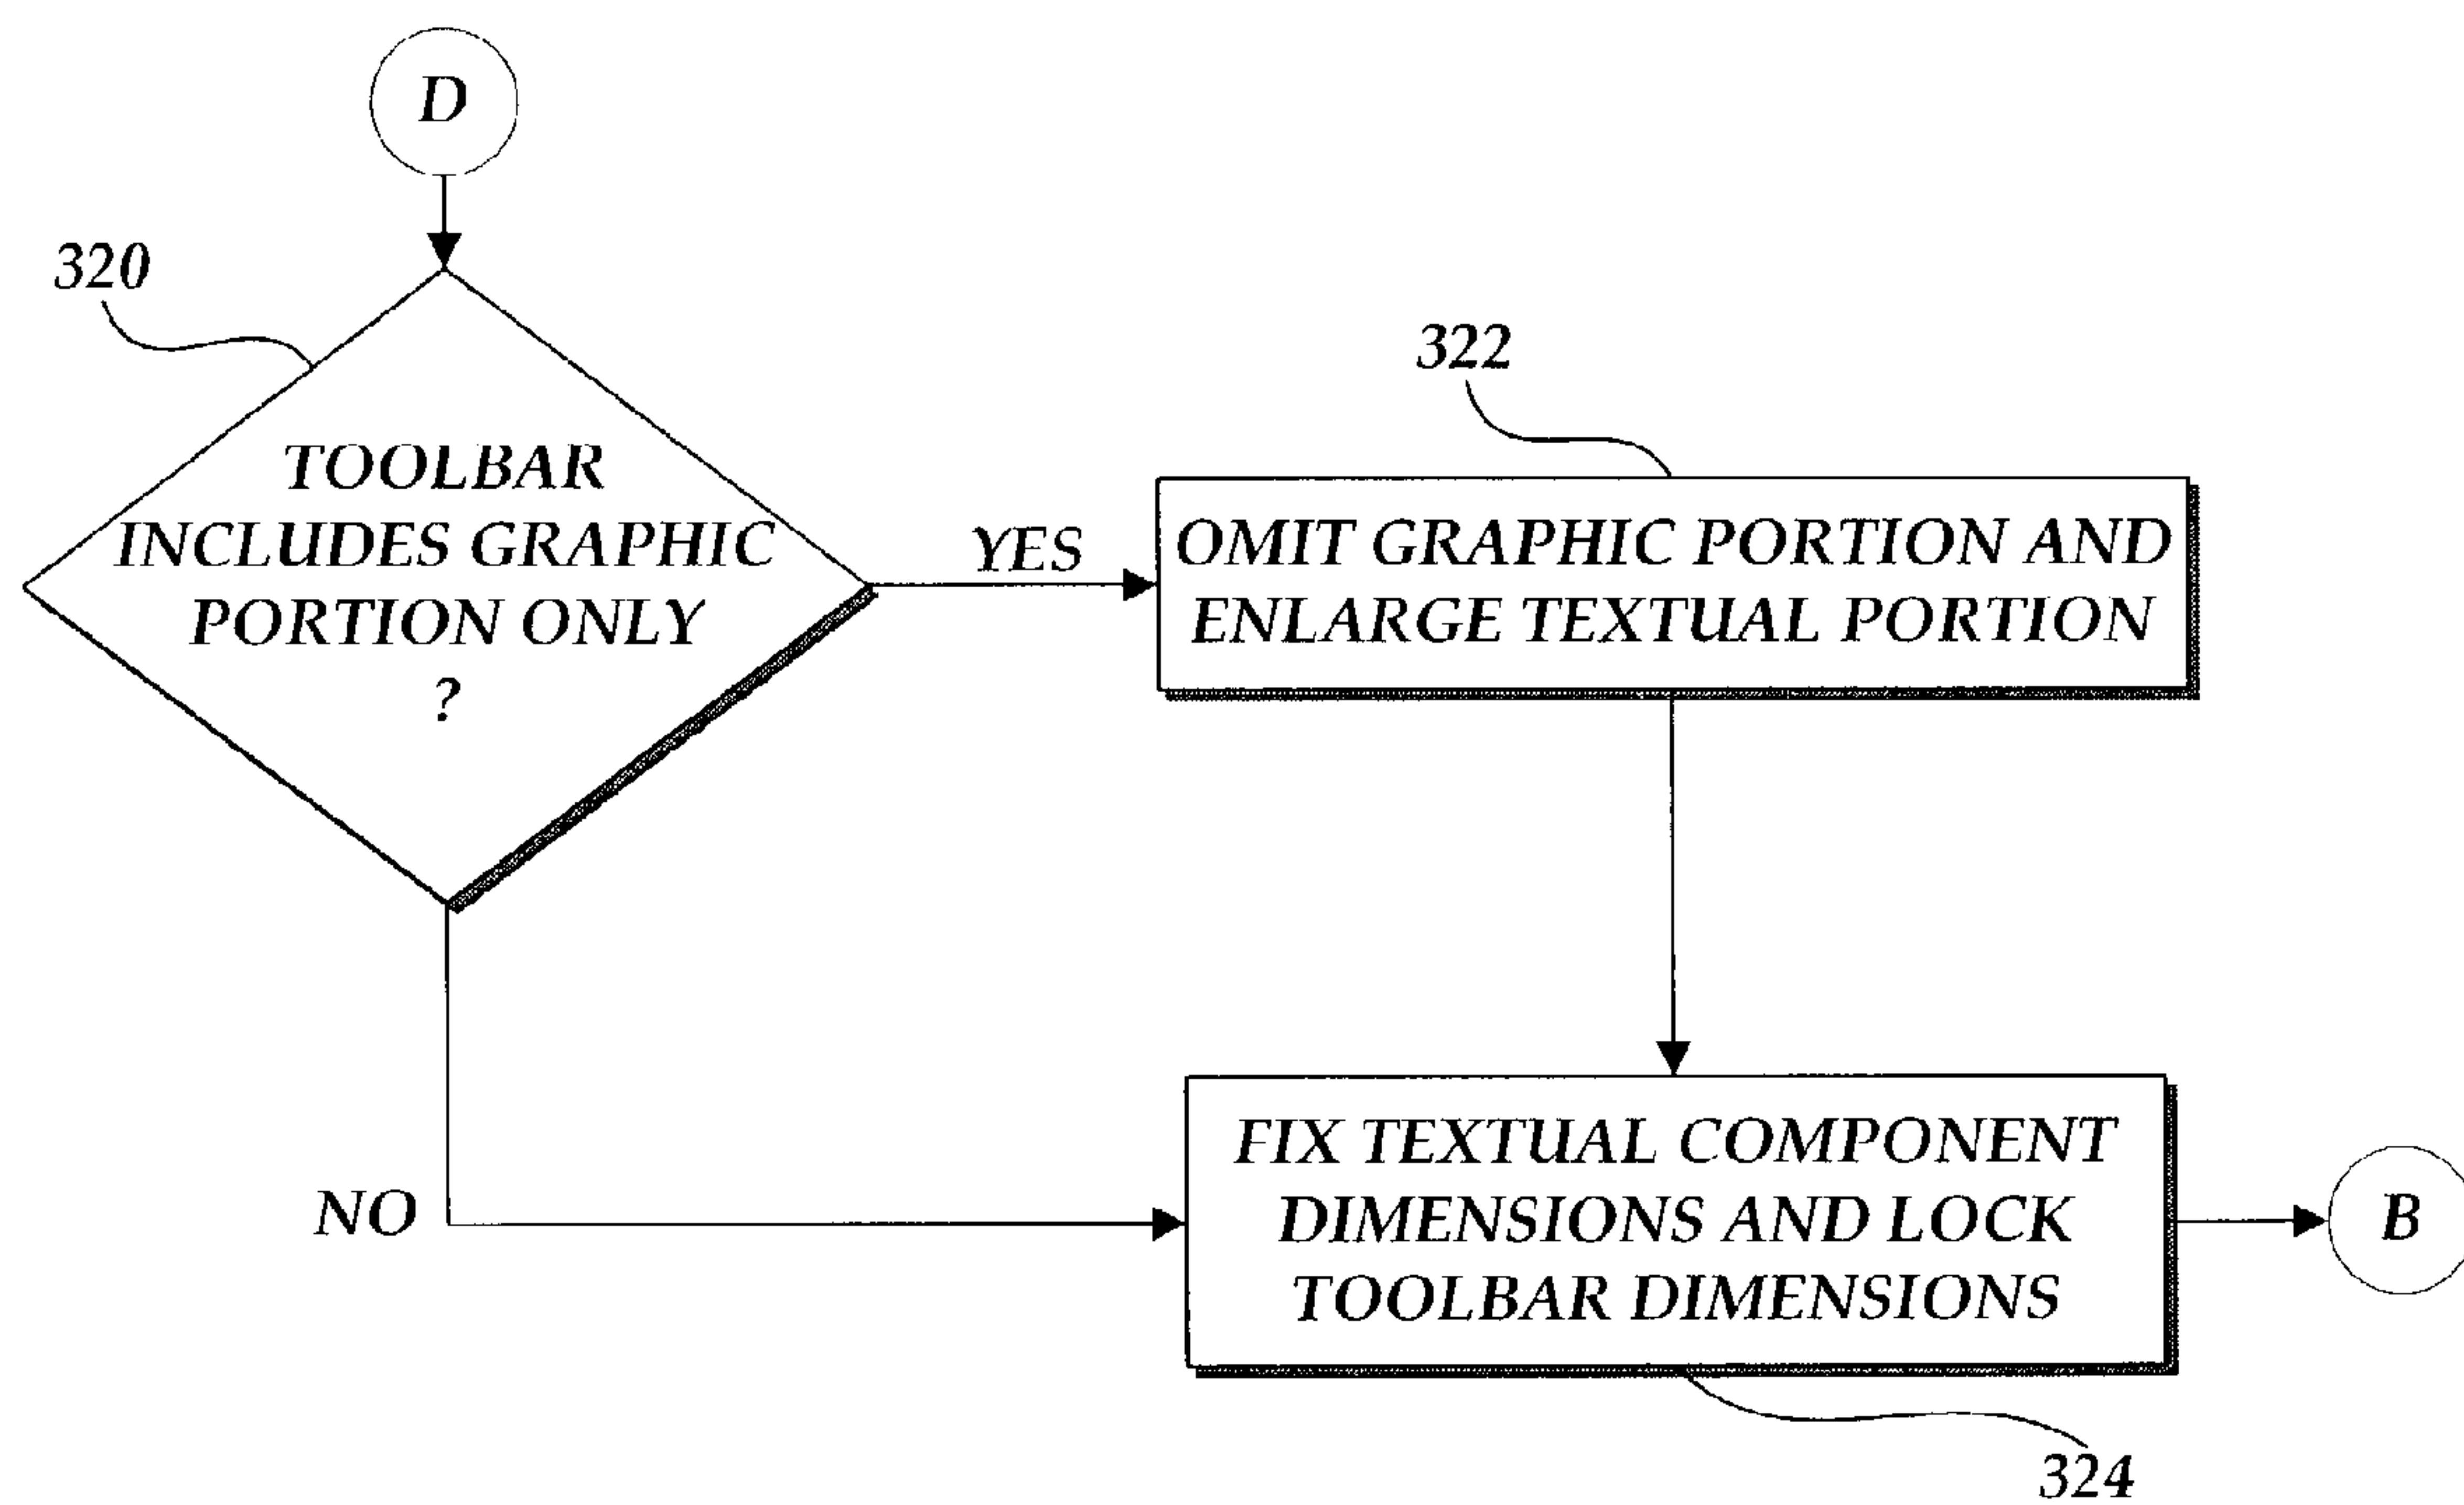 D
320
TOOLBAR
INCLUDES GRAPHIC
PORTION ONLY
?
YES
322
OMIT GRAPHIC PORTION AND
ENLARGE TEXTUAL PORTION
NO
FIX TEXTUAL COMPONENT
DIMENSIONS AND LOCK
TOOLBAR DIMENSIONS
B
324